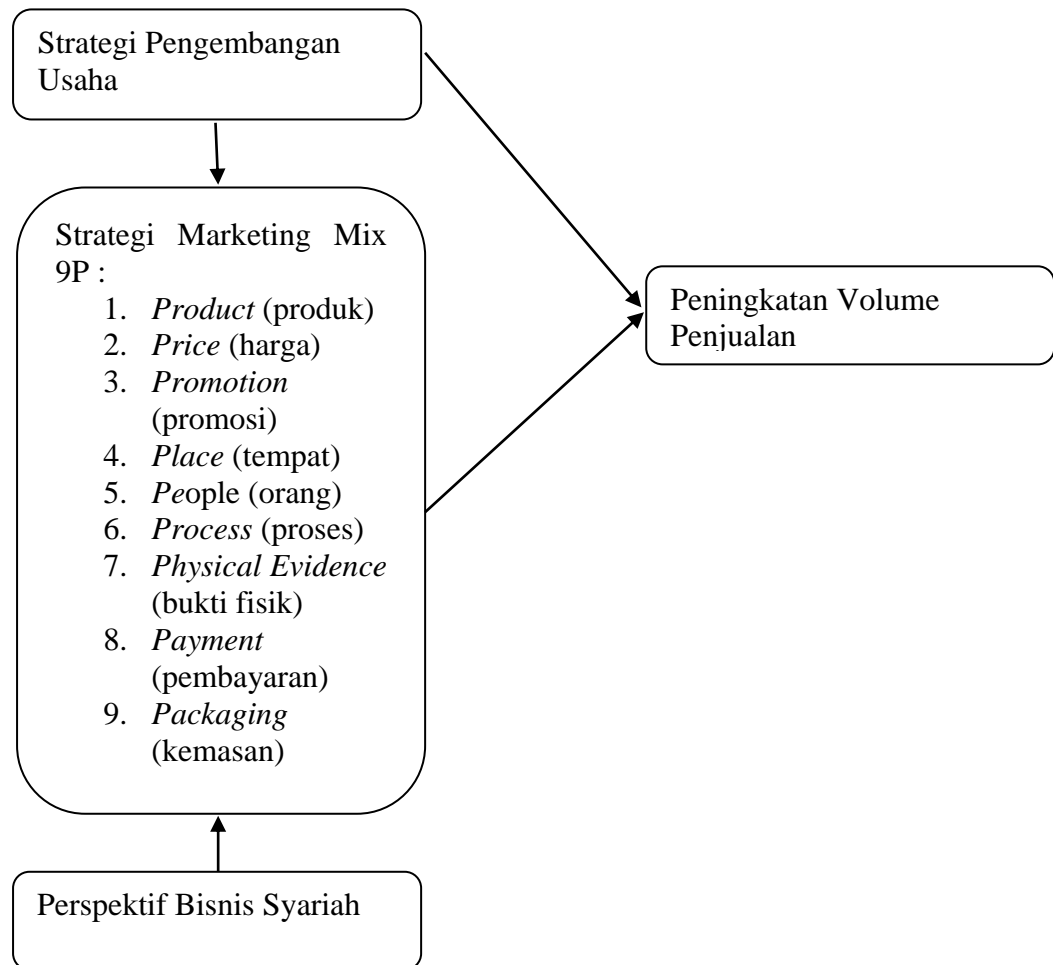 Strategi Pengembangan
Usaha
Strategi Marketing Mix
9P :
1. Product (produk)
2. Price (harga)
3. Promotion
(promosi)
4. Place (tempat)
5. People (orang)
6. Process (proses)
7. Physical Evidence
(bukti fisik)
8. Payment
(pembayaran)
9. Packaging
(kemasan)
Peningkatan Volume
Penjualan
Perspektif Bisnis Syariah